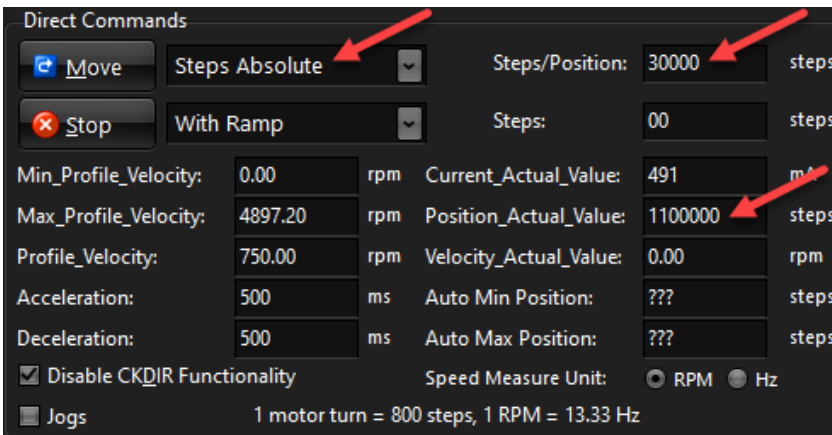 Direct Commands
Move Steps Absolute Steps/Position: 30000 steps
Stop With Ramp Steps: 00 steps
Min_Profile_Velocity: 0.00 rpm Current_Actual_Value: 491 mA
Max_Profile_Velocity: 4897.20 rpm Position_Actual_Value: 1100000 steps
Profile_Velocity: 750.00 rpm Velocity_Actual_Value: 0.00 rpm
Acceleration: 500 ms Auto Min Position: ??? steps
Deceleration: 500 ms Auto Max Position: ??? steps
Disable CKDIR Functionality Speed Measure Unit: RPM Hz
Jogs 1 motor turn = 800 steps, 1 RPM = 13.33 Hz